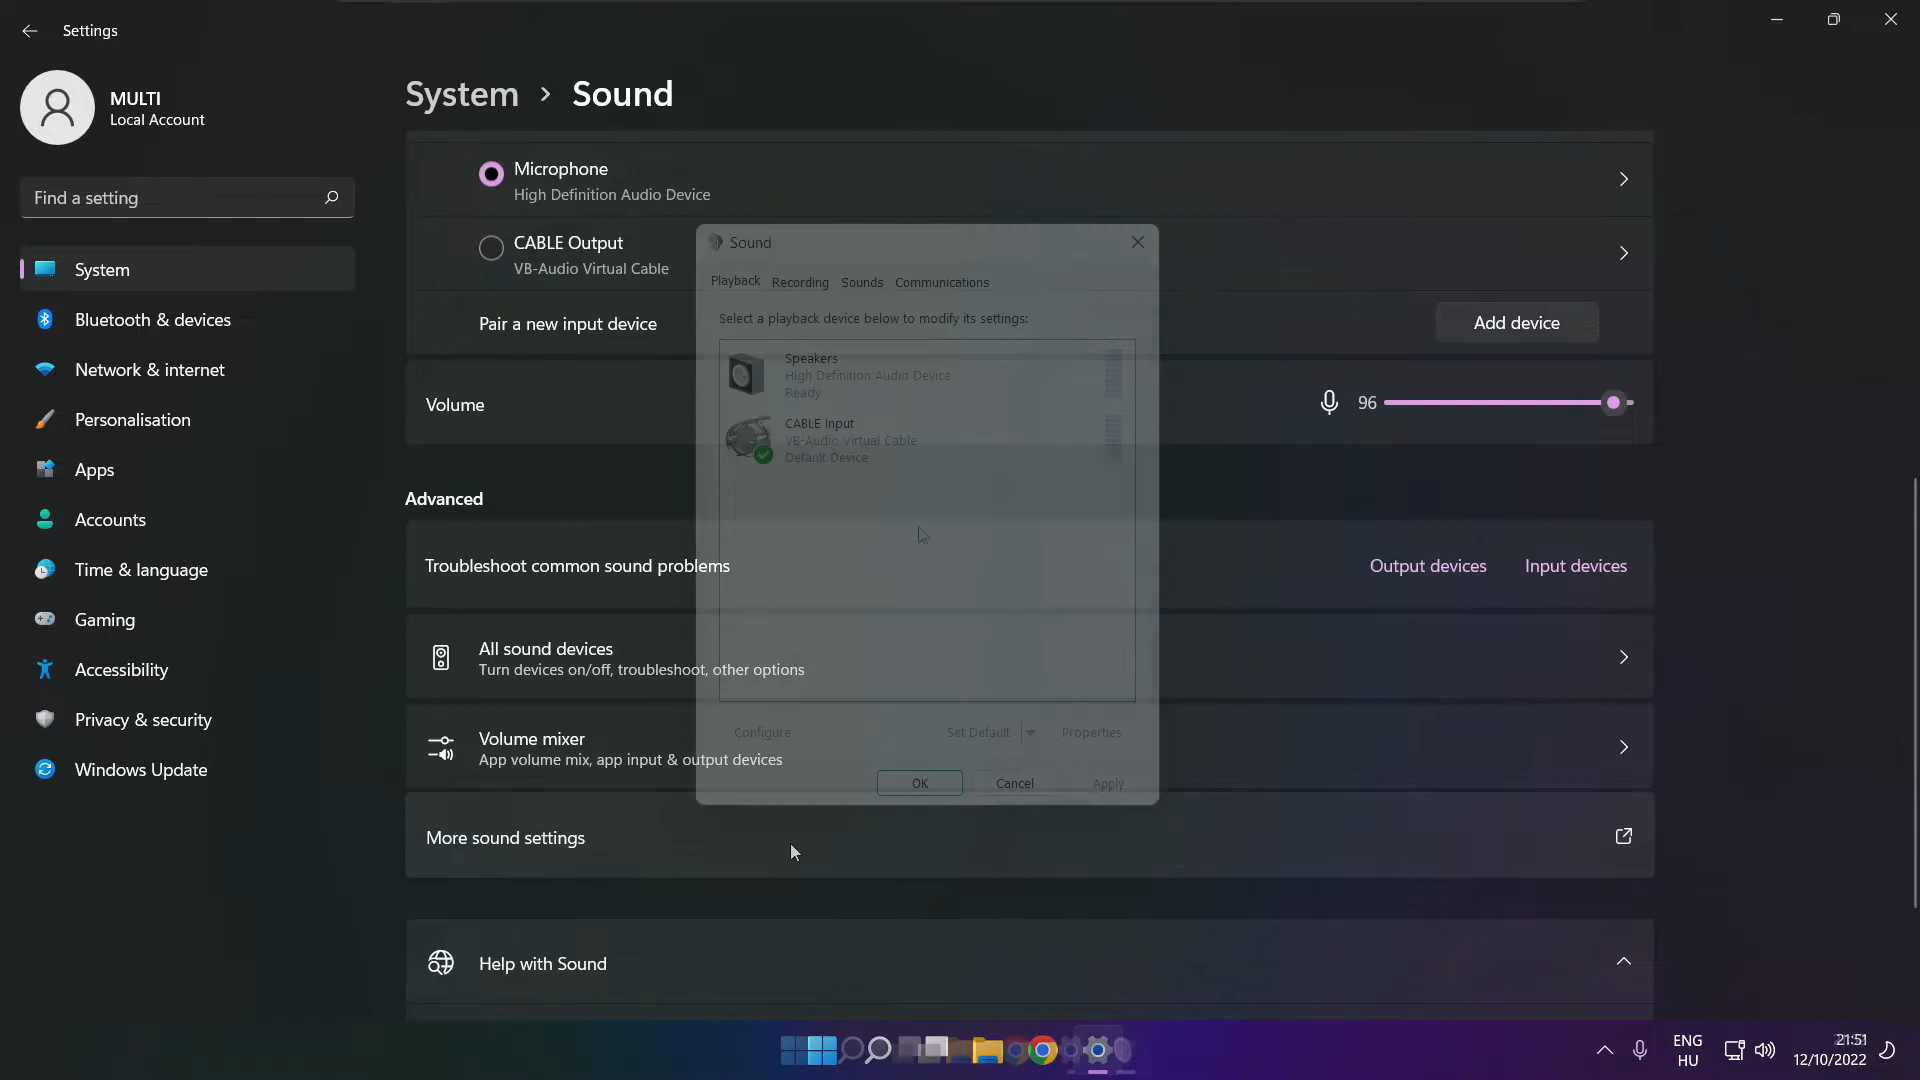 Settings
MULTI
Local Account
Find a setting
System
Bluetooth & devices
Network & internet
Personalisation
Apps
Accounts
Time & language
Gaming
Accessibility
Privacy & security
Windows Update
System > Sound
Microphone
High Definition Audio Device
CABLE Output
VB-Audio Virtual Cable
Pair a new input device
Add device
Volume
96
Advanced
Troubleshoot common sound problems
Output devices
Input devices
All sound devices
Turn devices on/off, troubleshoot, other options
Volume mixer
App volume mix, app input & output devices
More sound settings
Help with Sound
Sound
Playback Recording Sounds Communications
Select a playback device below to modify its settings:
Speakers
High Definition Audio Device
Ready
CABLE Input
VB-Audio Virtual Cable
Default Device
Configure
Set Default
Properties
OK
Cancel
Apply
ENG
HU
21:51
12/10/2022